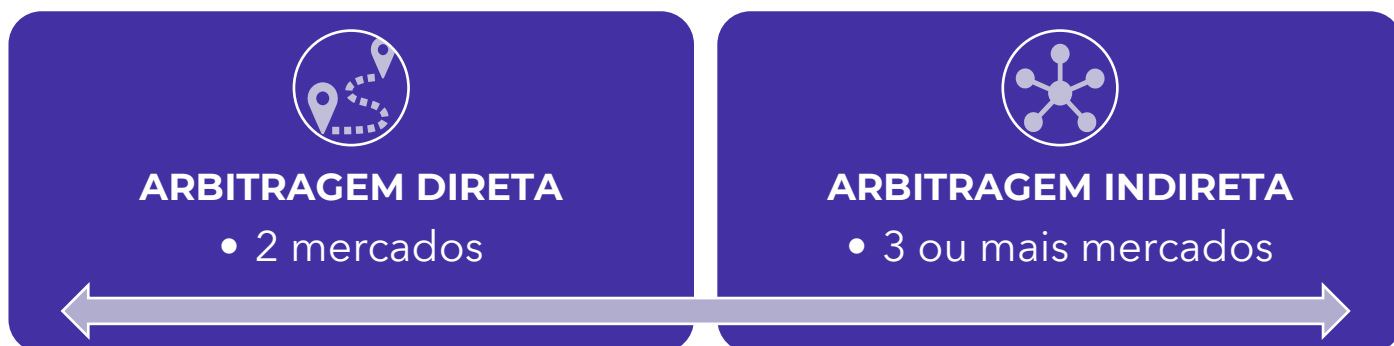 ARBITRAGEM DIRETA
• 2 mercados
ARBITRAGEM INDIRETA
• 3 ou mais mercados